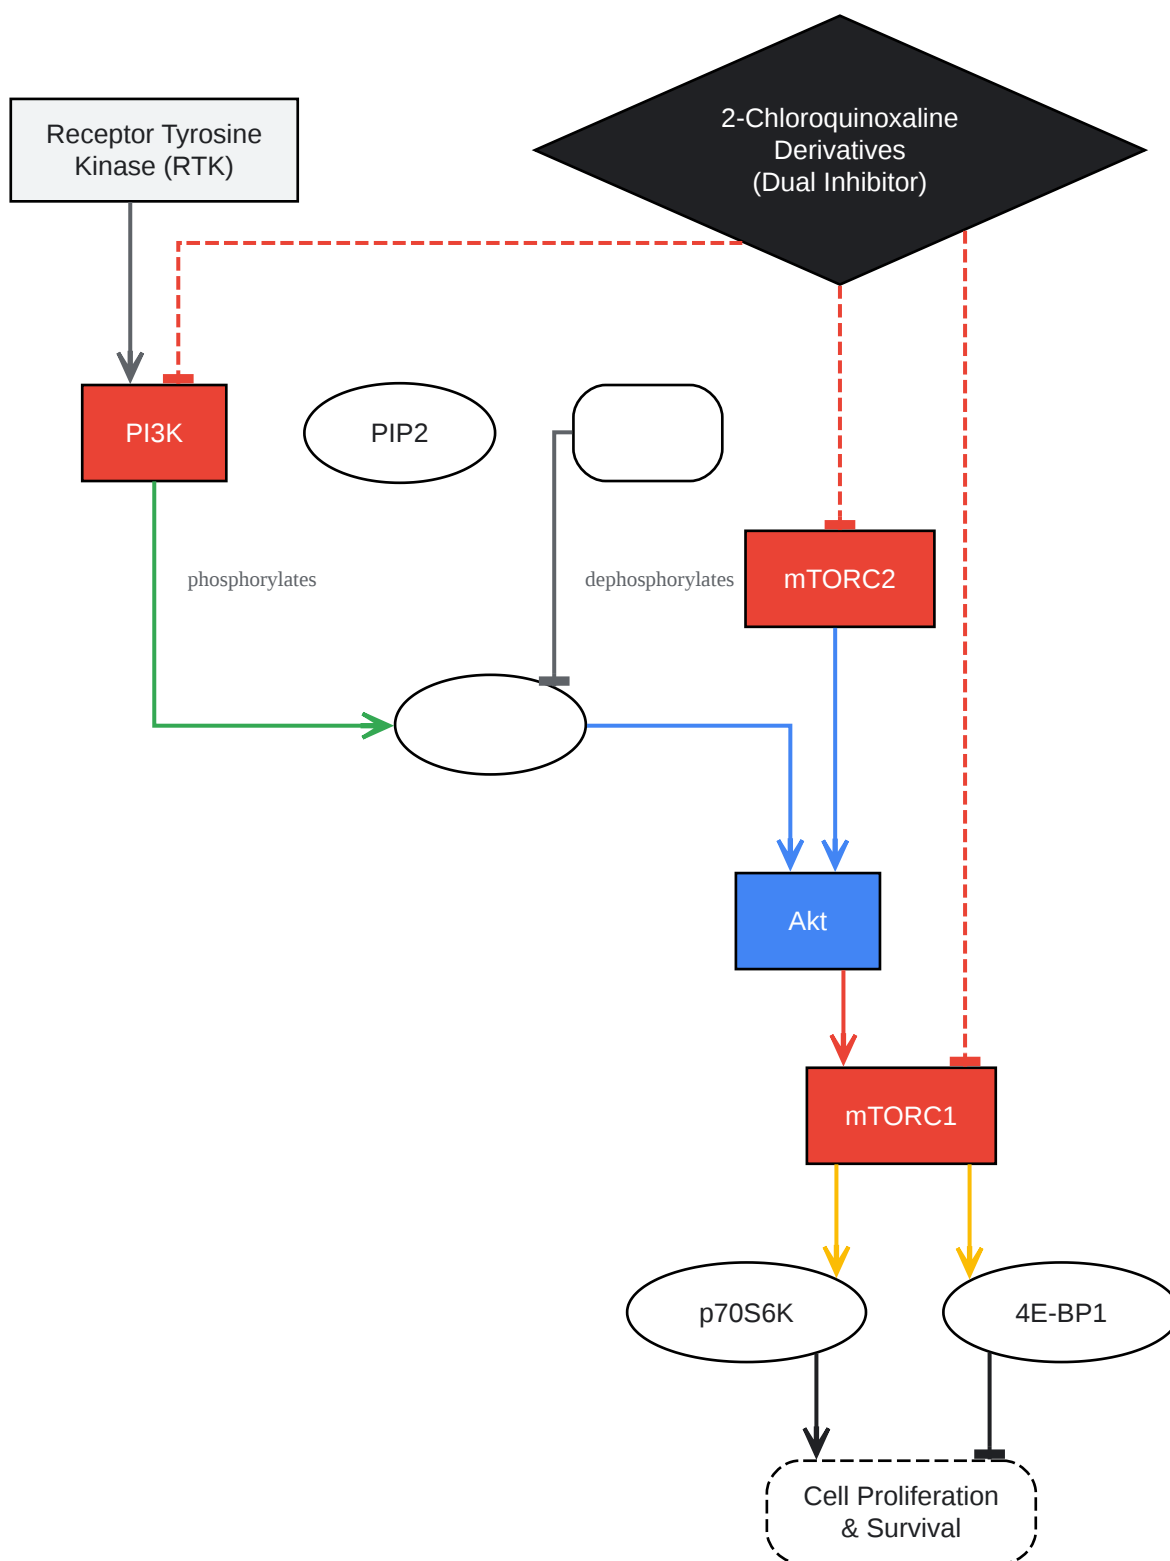 2-Chloroquinoxaline
Derivatives
(Dual Inhibitor)
Receptor Tyrosine
Kinase (RTK)
PI3K
PIP2
phosphorylates
dephosphorylates
mTORC2
Akt
mTORC1
p70S6K
4E-BP1
Cell Proliferation
& Survival